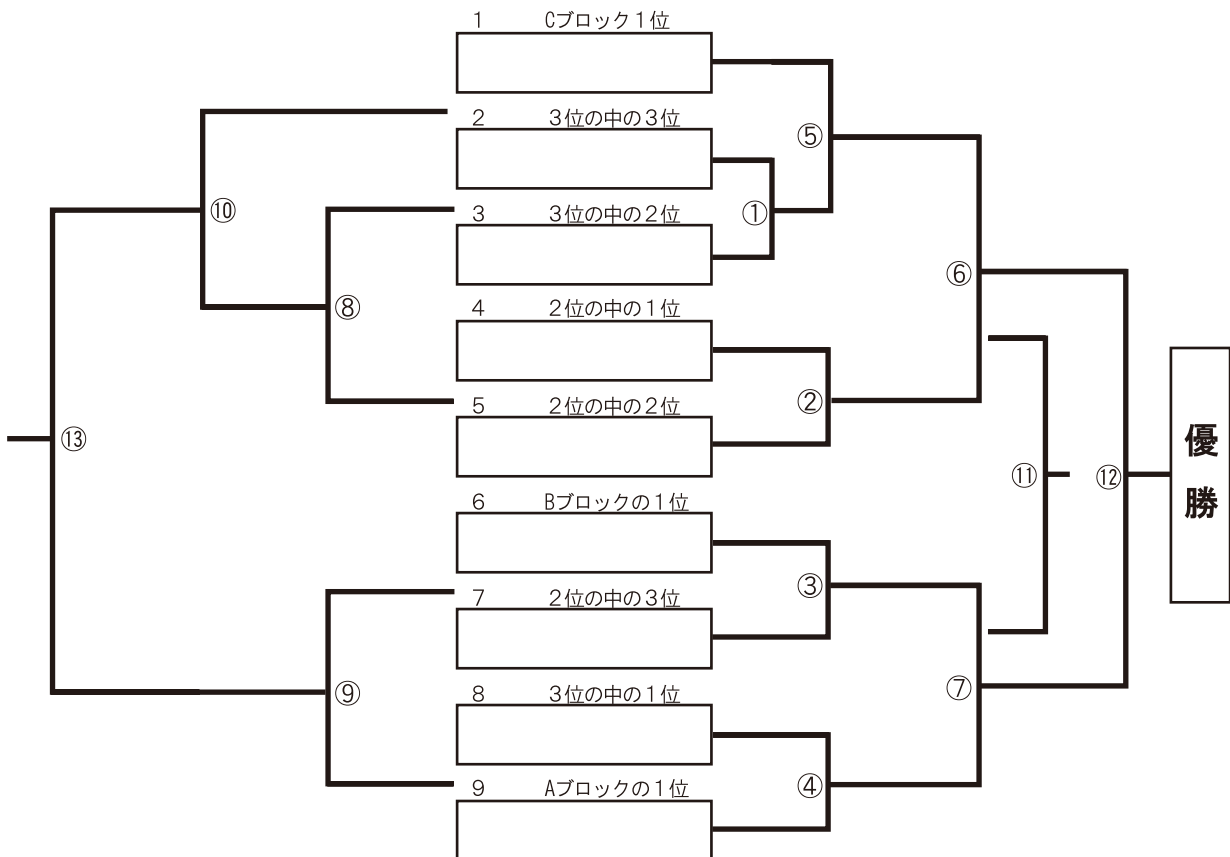 1 Cブロック1位
2 3位の中の3位
⑤
⑩
①
3 3位の中の2位
⑥
⑧
4 2位の中の1位
②
5 2位の中の2位
⑬
優勝
⑪
⑫
6 Bブロックの1位
③
7 2位の中の3位
⑨
⑦
8 3位の中の1位
④
9 Aブロックの1位